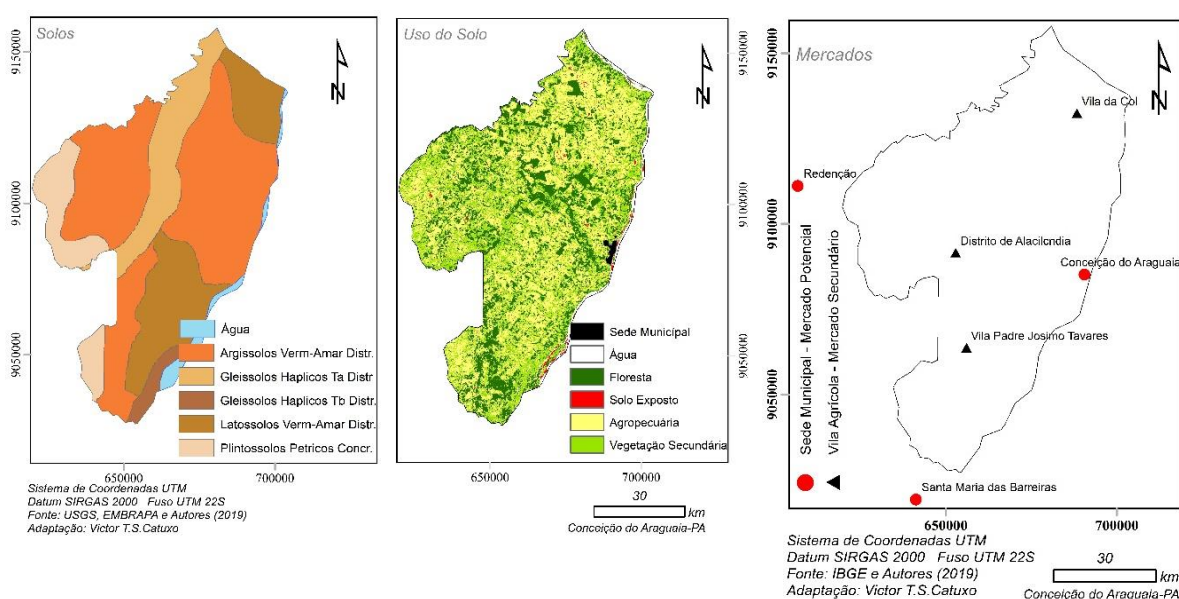 Solos
9150000
9100000
9050000
N
Água
Argissolos Verm-Amar Distr.
Gleissolos Haplicos Ta Distr
Gleissolos Haplicos Tb Distr.
Latossolos Verm-Amar Distr.
Plintossolos Petricos Concr.
650000
700000
Sistema de Coordenadas UTM
Datum SIRGAS 2000 Fuso UTM 22S
Fonte: USGS, EMBRAPA e Autores (2019)
Adaptação: Victor T.S.Catuxo
Uso do Solo
N
9150000
9100000
9050000
Sede Municipal
Água
Floresta
Solo Exposto
Agropecuária
Vegetação Secundária
650000
700000
30
km
Conceição do Araguaia-PA
Mercados
9150000
9100000
9050000
N
Vila da Col
Redenção
Distrito de Alacilcndia
Conceição do Araguaia
Vila Padre Josimo Tavares
Sede Municipal - Mercado Potencial
Vila Agrícola - Mercado Secundário
Santa Maria das Barreiras
650000
700000
Sistema de Coordenadas UTM
Datum SIRGAS 2000 Fuso UTM 22S
Fonte: IBGE e Autores (2019)
Adaptação: Victor T.S.Catuxo
30
km
Conceição do Araguaia-PA